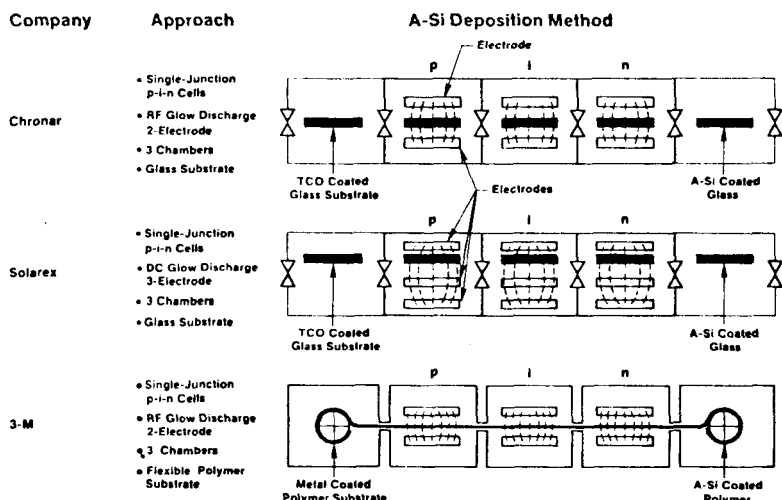 Company Approach A-Si Deposition Method
Electrode
p i n
Chronar
• Single-Junction
p-i-n Cells
• RF Glow Discharge
2-Electrode
• 3 Chambers
• Glass Substrate
TCO Coated
Glass Substrate
Electrodes
A-Si Coated
Glass
Solarex
• Single-Junction
p-i-n Cells
• DC Glow Discharge
3-Electrode
• 3 Chambers
• Glass Substrate
TCO Coated
Glass Substrate
A-Si Coated
Glass
p i n
3-M
• Single-Junction
p-i-n Cells
• RF Glow Discharge
2-Electrode
• 3 Chambers
• Flexible Polymer
Substrate
Metal Coated
Polymer Substrate
A-Si Coated
Polymer